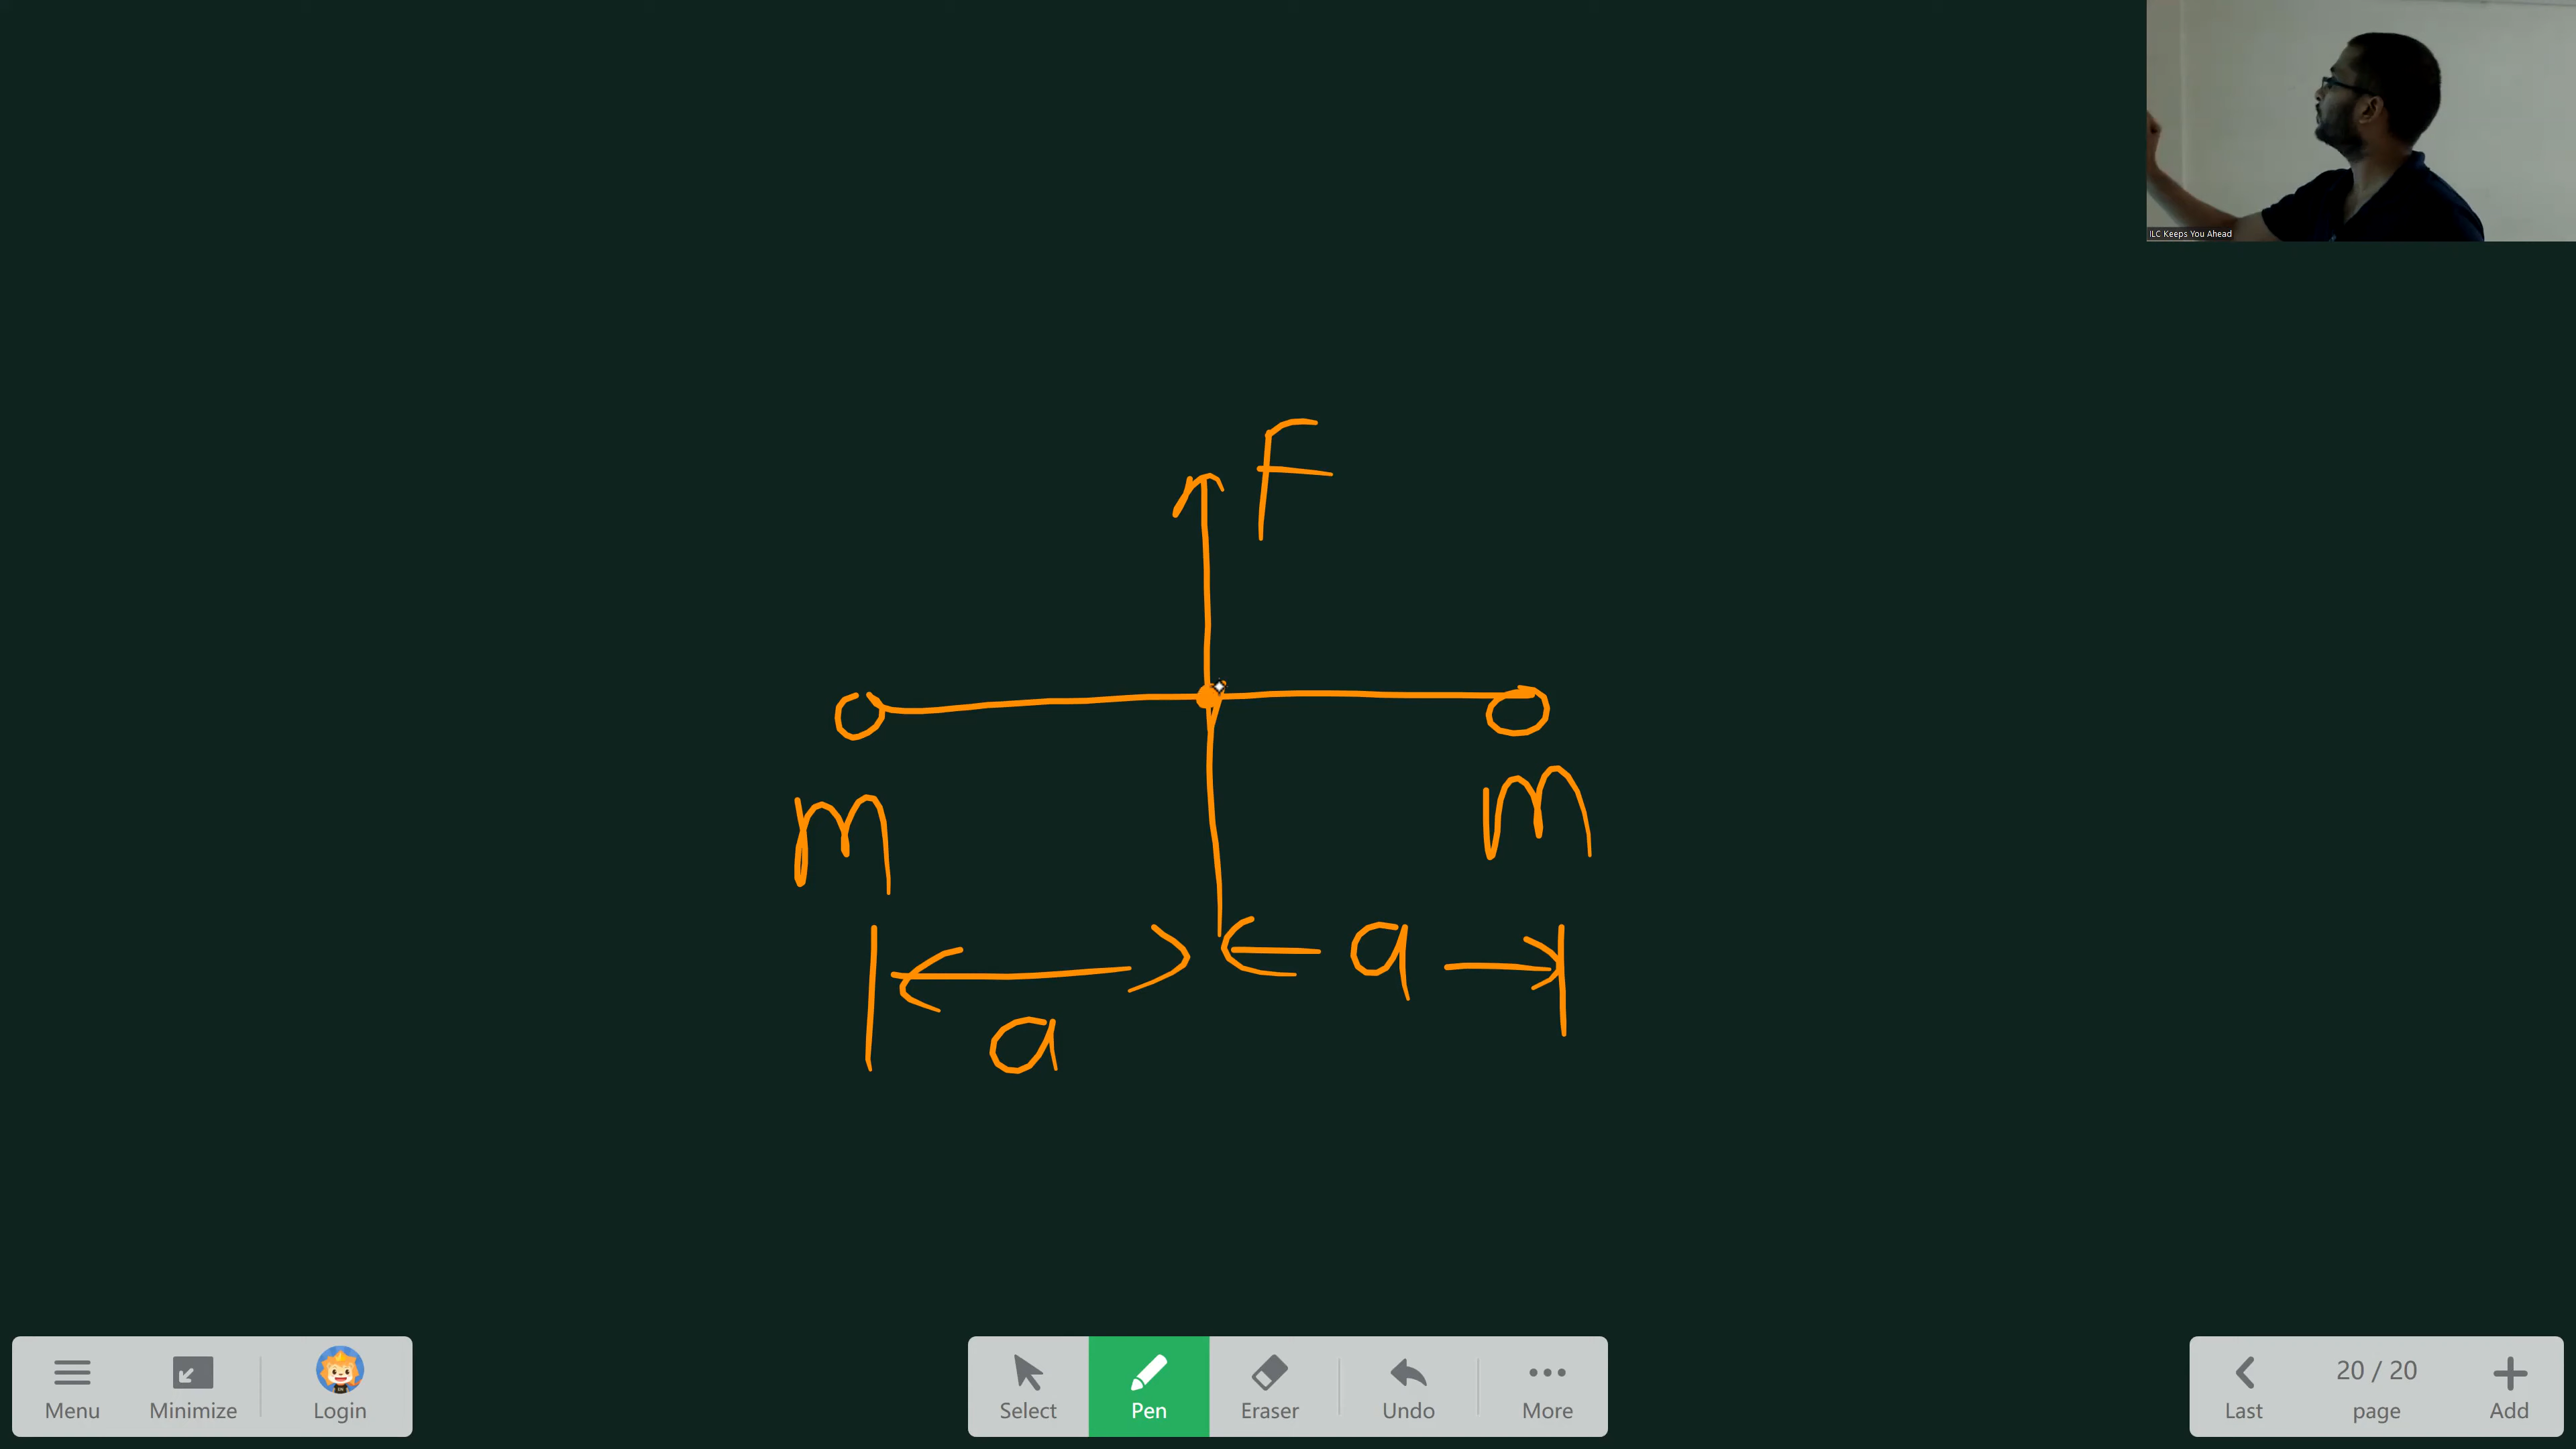 ILC Keeps You Ahead
F
m
m
a
a
Menu
Minimize
Login
Select
Pen
Eraser
Undo
More
Last
20 / 20
page
Add